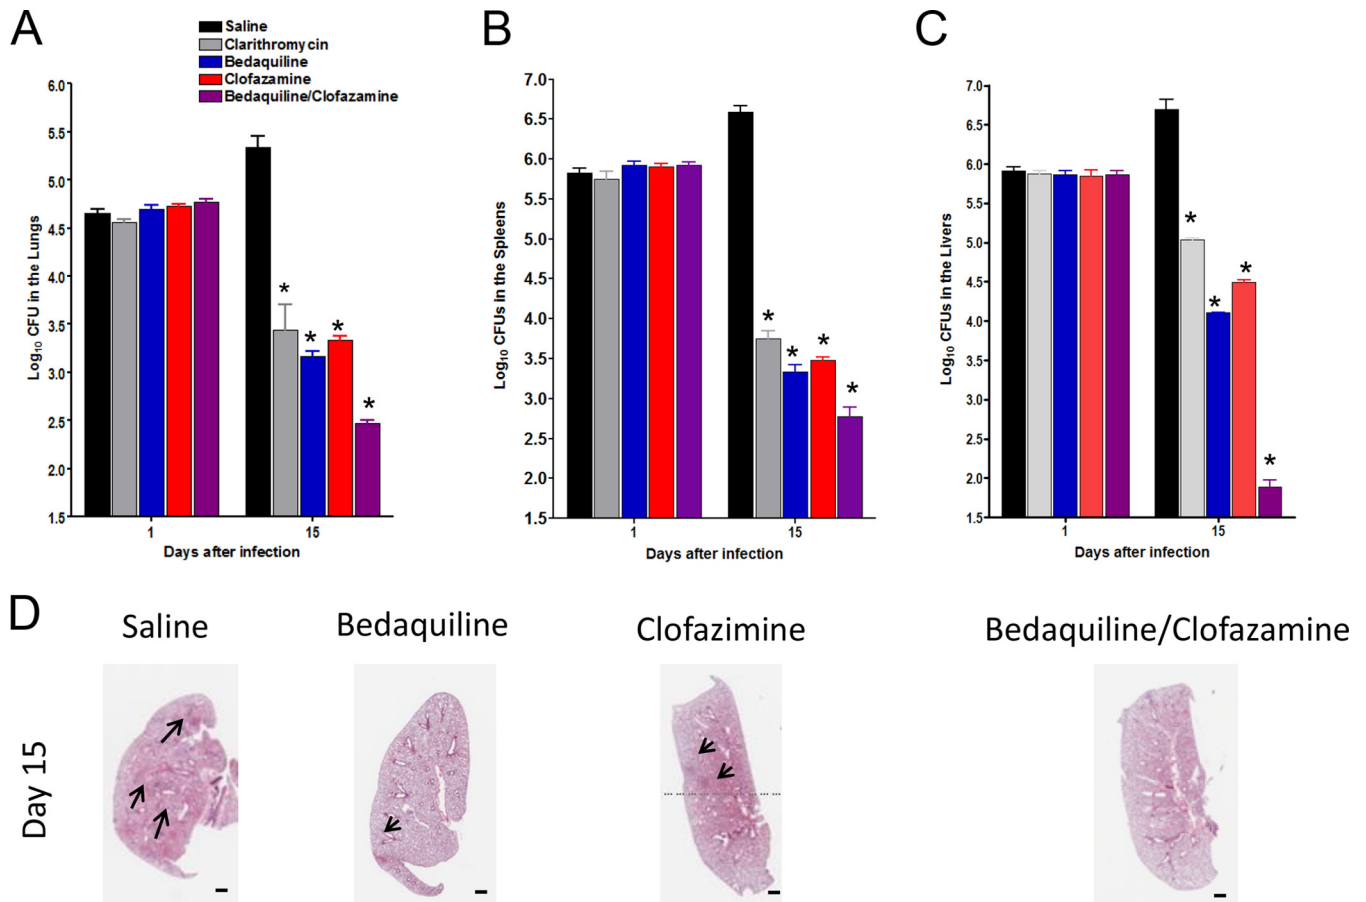 A
Saline
Clarithromycin
Bedaquiline
Clofazamine
Bedaquiline/Clofazamine
Log10 CFU in the Lungs
6.0
5.5
5.0
4.5
4.0
3.5
3.0
2.5
2.0
1.5
* * * *
1 15
Days after infection
B
Log10 CFUs in the Spleens
7.0
6.5
6.0
5.5
5.0
4.5
4.0
3.5
3.0
2.5
2.0
1.5
* * * *
1 15
Days after infection
C
Log10 CFUs in the Livers
7.0
6.5
6.0
5.5
5.0
4.5
4.0
3.5
3.0
2.5
2.0
1.5
* * * *
1 15
Days after infection
D
Saline
Bedaquiline
Clofazimine
Bedaquiline/Clofazamine
Day 15